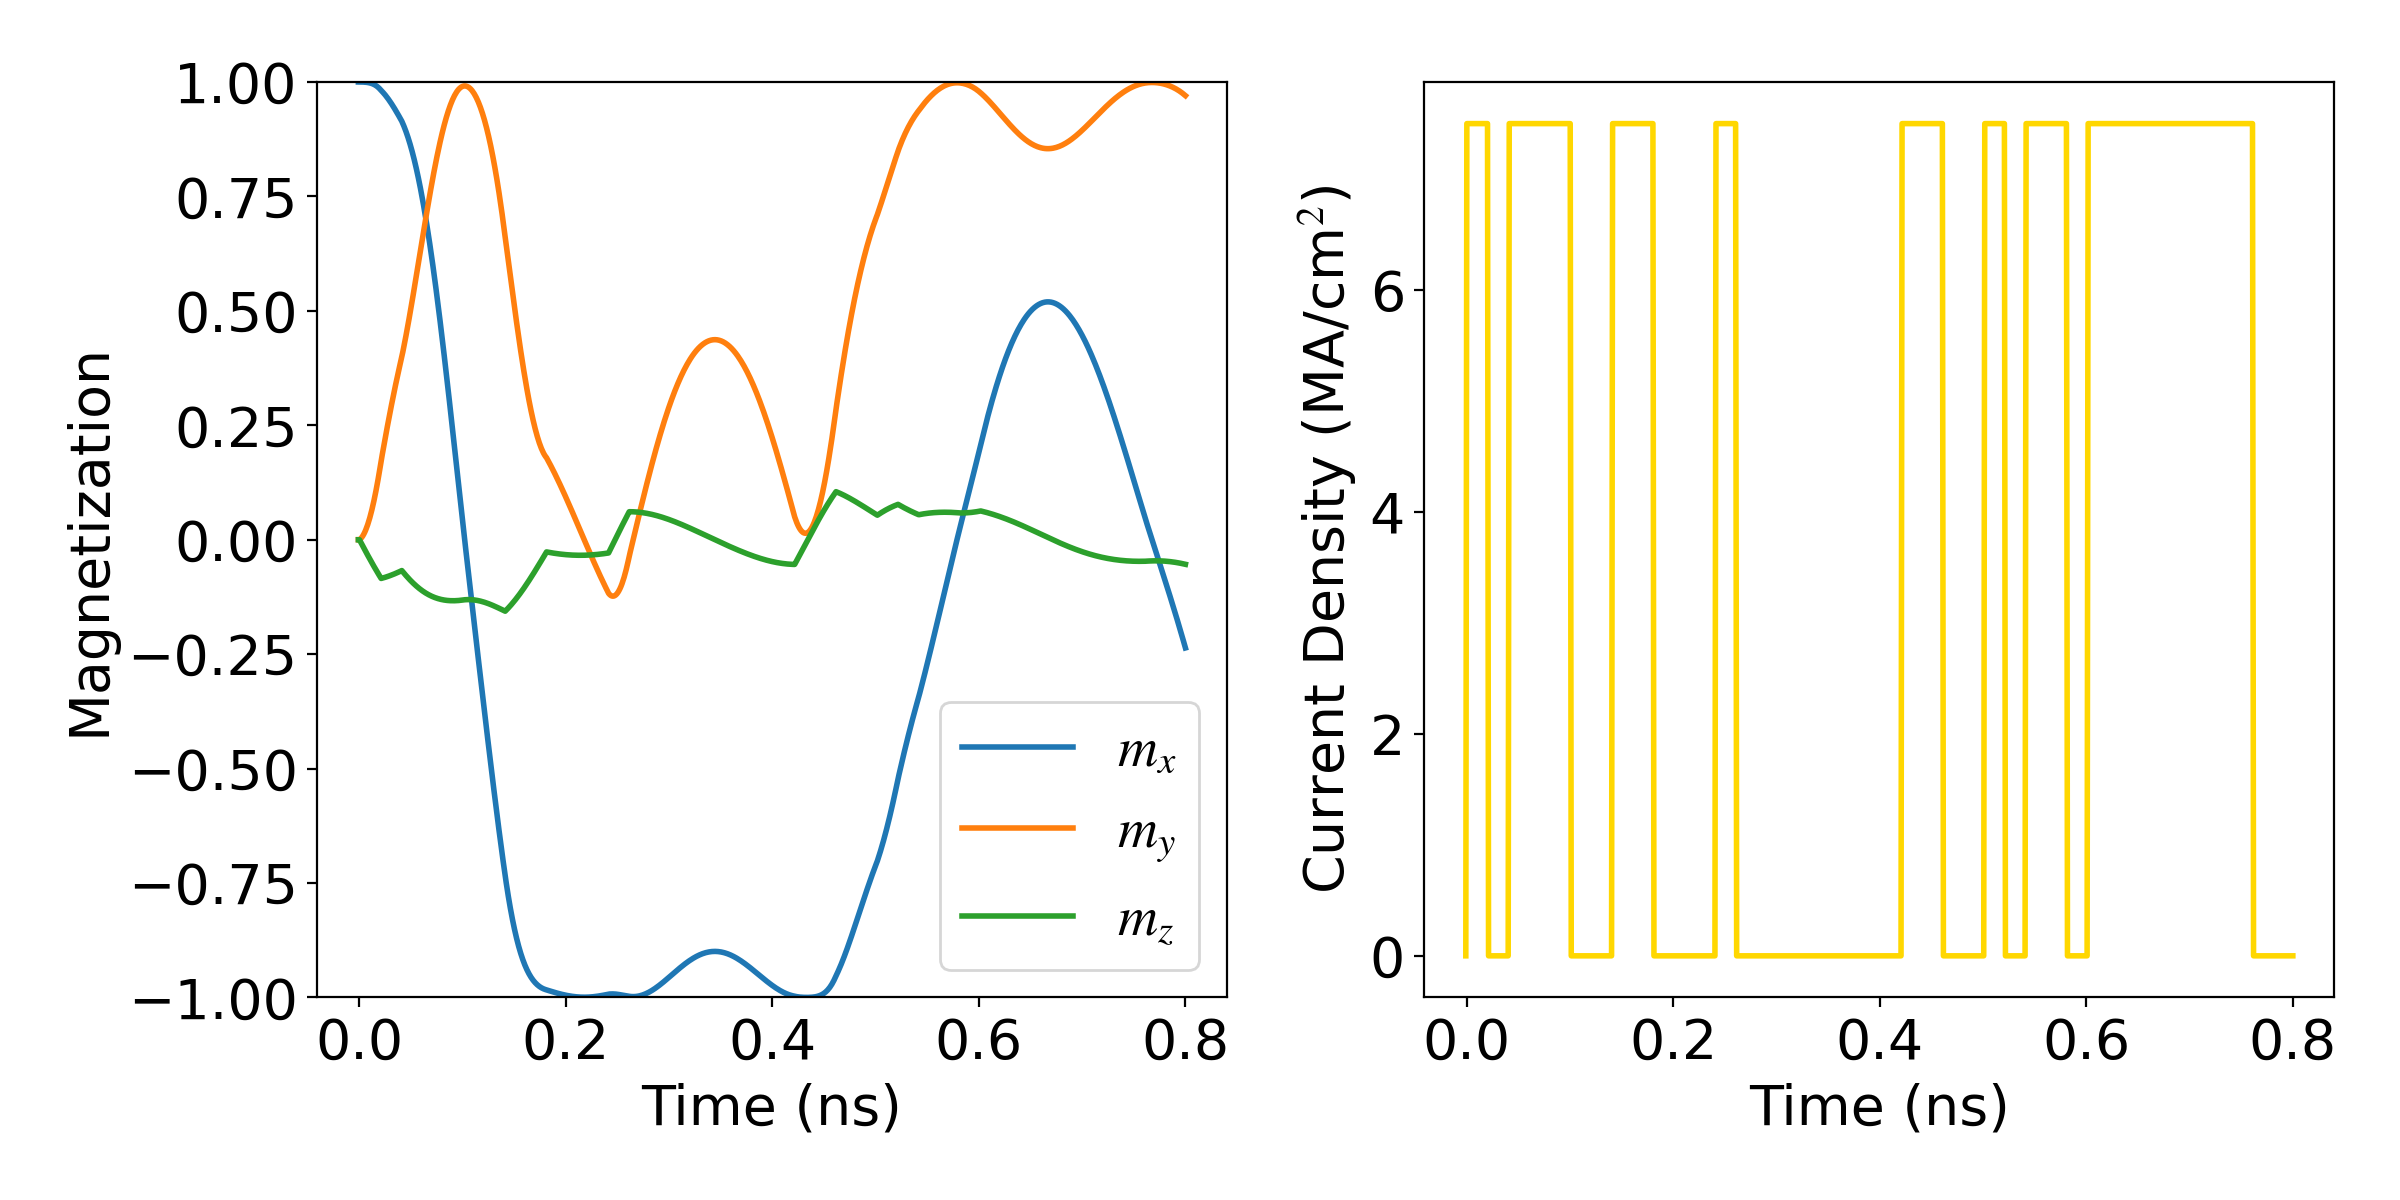 Magnetization
1.00
0.75
0.50
0.25
0.00
−0.25
−0.50
−0.75
−1.00
0.0 0.2 0.4 0.6 0.8
Time (ns)
m_x
m_y
m_z
Current Density (MA/cm²)
6
4
2
0
0.0 0.2 0.4 0.6 0.8
Time (ns)